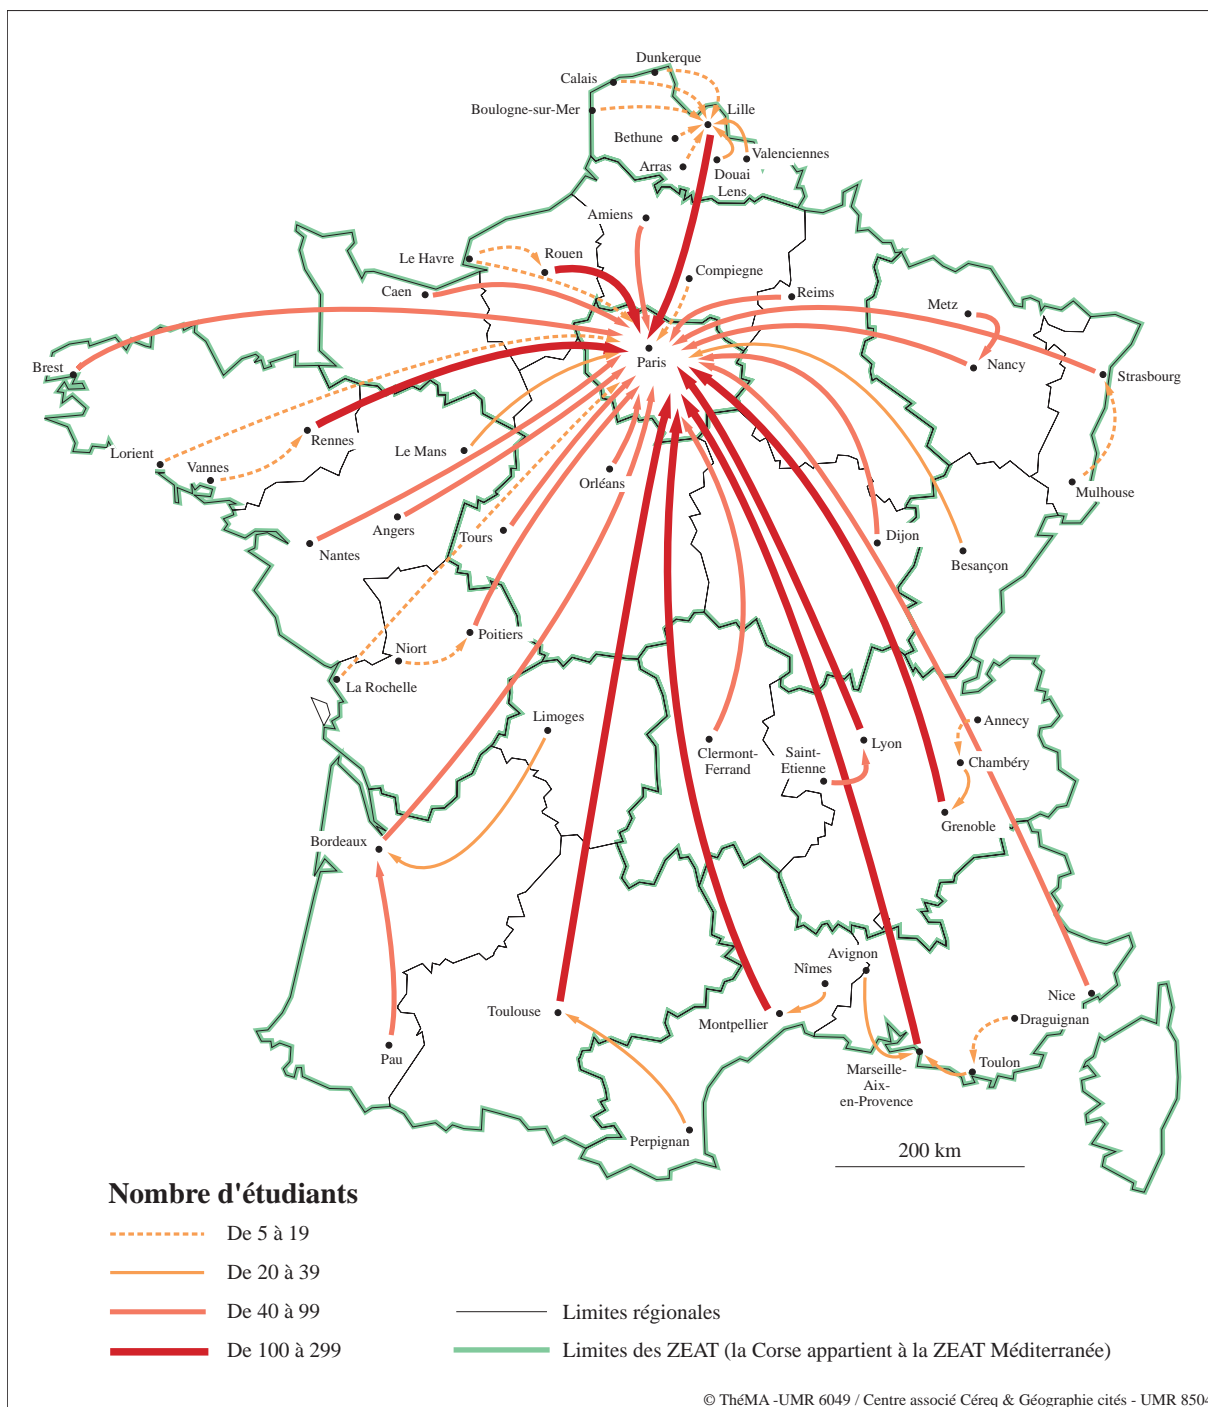 Dunkerque
Calais
Boulogne-sur-Mer
Lille
Bethune
Arras
Valenciennes
Douai
Lens
Amiens
Le Havre
Rouen
Compiegne
Caen
Reims
Metz
Nancy
Strasbourg
Brest
Paris
Rennes
Le Mans
Lorient
Vannes
Orléans
Mulhouse
Nantes
Angers
Tours
Dijon
Besançon
Poitiers
Niort
La Rochelle
Limoges
Annecy
Clermont-
Ferrand
Saint-
Etienne
Lyon
Chambéry
Grenoble
Bordeaux
Avignon
Nîmes
Nice
Toulouse
Montpellier
Draguignan
Pau
Marseille-
Aix-
en-Provence
Toulon
Perpignan
200 km
Nombre d'étudiants
De 5 à 19
De 20 à 39
De 40 à 99
Limites régionales
De 100 à 299
Limites des ZEAT (la Corse appartient à la ZEAT Méditerranée)
© ThéMA -UMR 6049 / Centre associé Céreq & Géographie cités - UMR 8504